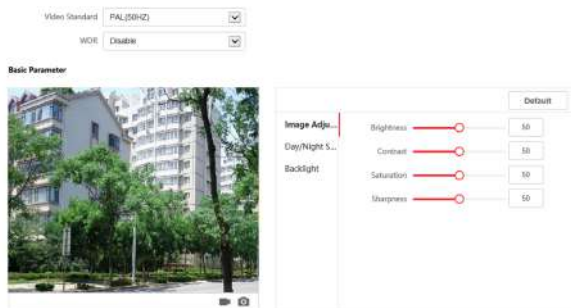 Video Standard PAL(50HZ)
WDR Disable
Basic Parameter
Default
Image Adju...
Day/Night S...
Backlight
Brightness 50
Contrast 50
Saturation 50
Sharpness 50